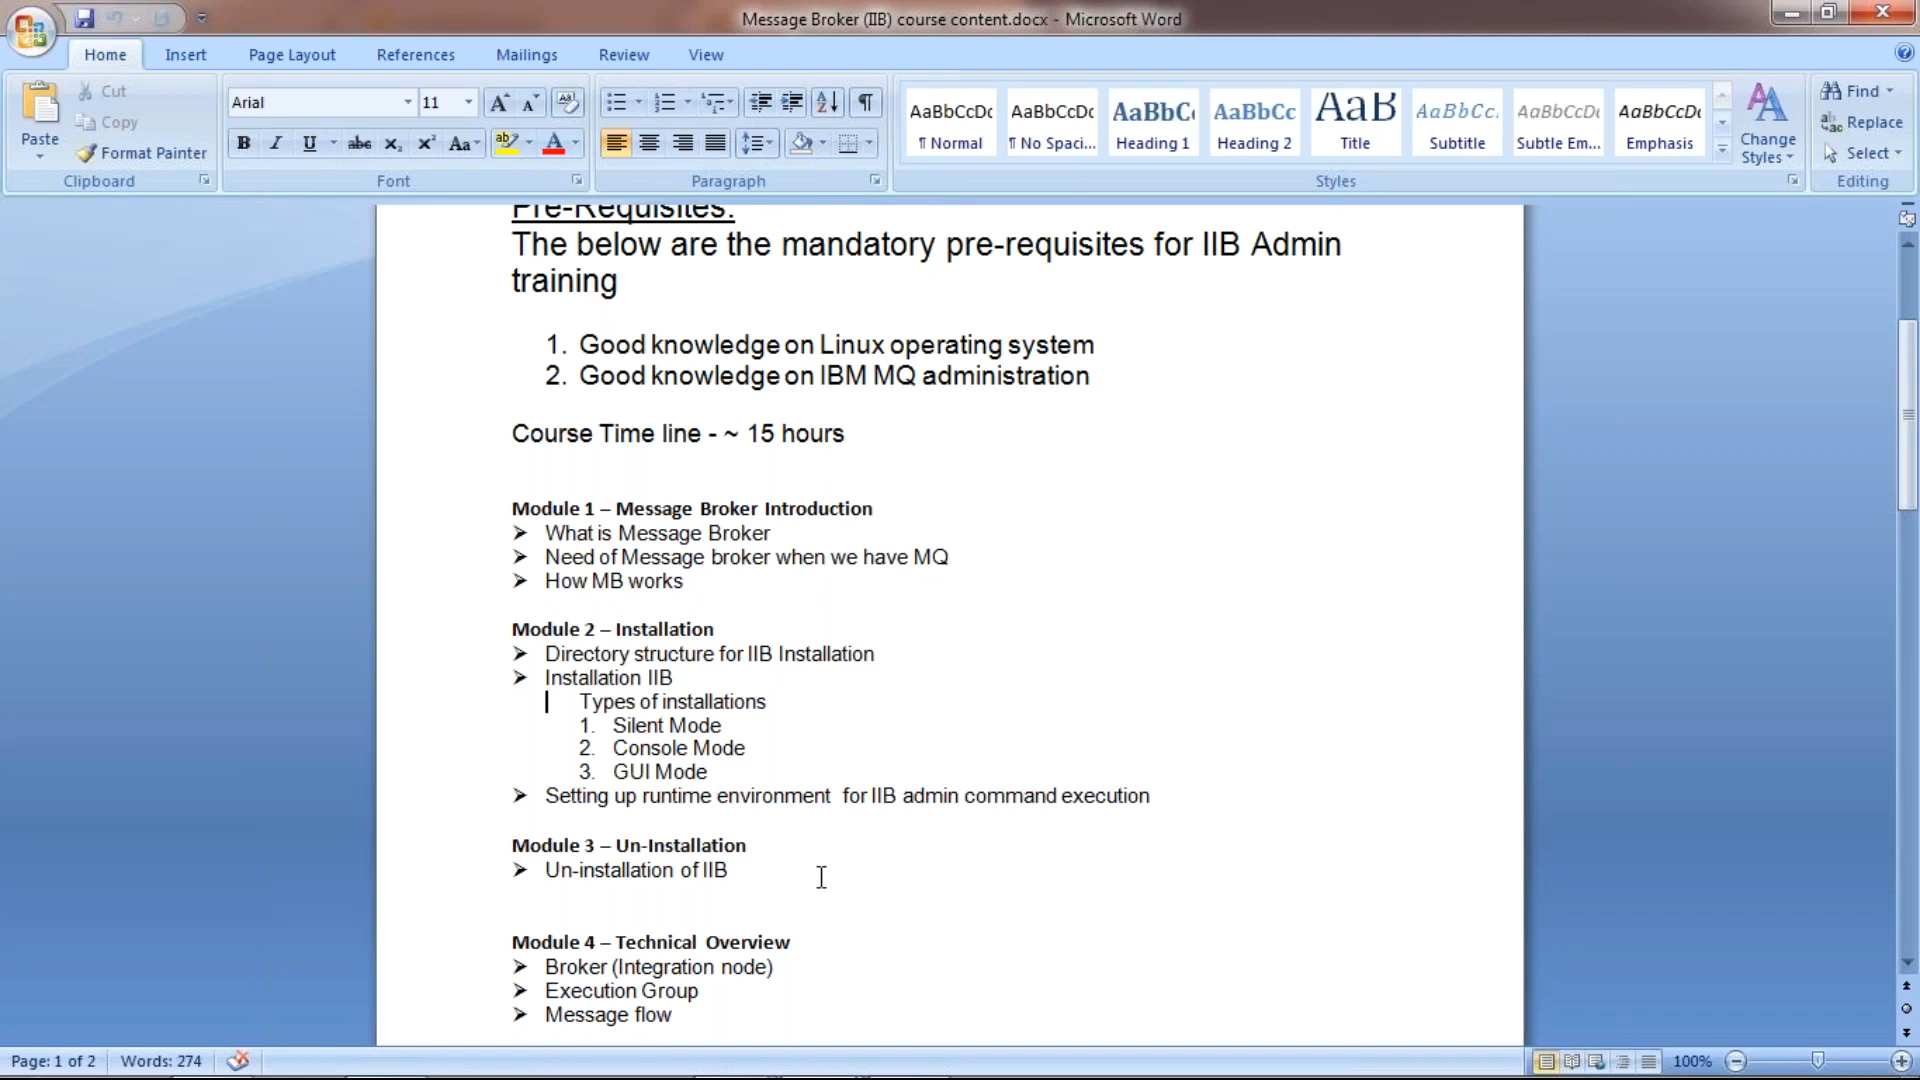 Message Broker (IIB) course content.docx - Microsoft Word
Home Insert Page Layout References Mailings Review View
Paste
Cut
Copy
Format Painter
Clipboard
Arial 11
B I U abc X₂ X² Aa
ab A
Font
Paragraph
AaBbCcDc AaBbCcDc AaBbC AaBbCc AaB AaBbCc. AaBbCcDc AaBbCcDc
¶ Normal ¶ No Spaci... Heading 1 Heading 2 Title Subtitle Subtle Em... Emphasis
Change Styles
Styles
Find
Replace
Select
Editing
Pre-Requisites:
The below are the mandatory pre-requisites for IIB Admin
training
1. Good knowledge on Linux operating system
2. Good knowledge on IBM MQ administration
Course Time line - ~ 15 hours
Module 1 – Message Broker Introduction
➢ What is Message Broker
➢ Need of Message broker when we have MQ
➢ How MB works
Module 2 – Installation
➢ Directory structure for IIB Installation
➢ Installation IIB
Types of installations
1. Silent Mode
2. Console Mode
3. GUI Mode
➢ Setting up runtime environment for IIB admin command execution
Module 3 – Un-Installation
➢ Un-installation of IIB
Module 4 – Technical Overview
➢ Broker (Integration node)
➢ Execution Group
➢ Message flow
Page: 1 of 2 Words: 274 100%